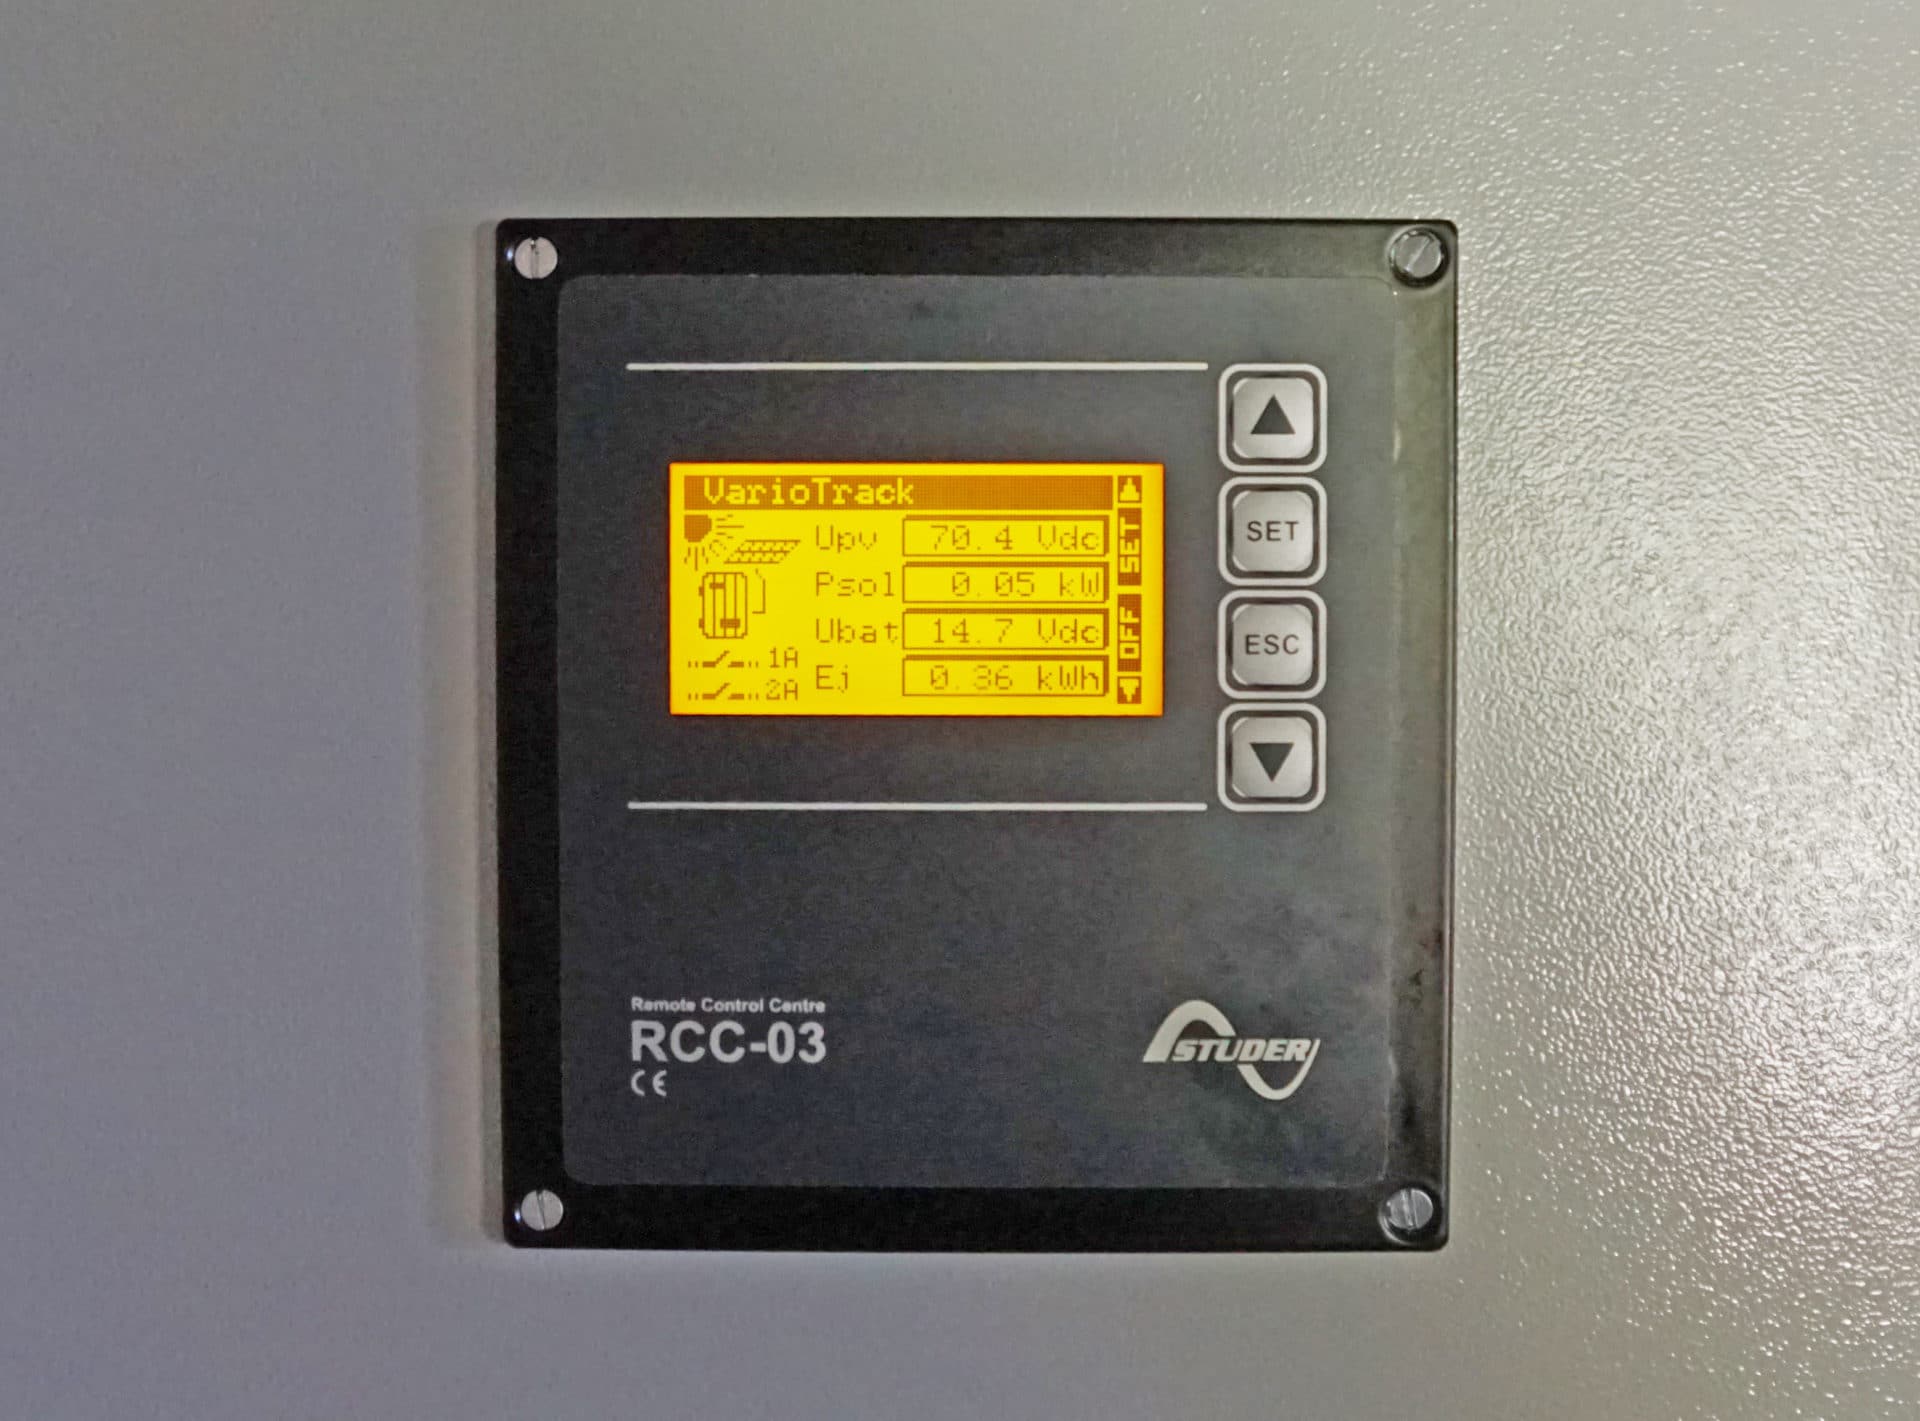 VarioTrack
Upv 70.4 Vdc
Psol 0.05 kW
Ubat 14.7 Vdc
Ej 0.36 kWh
1A
2A
SET
OFF
SET
ESC
Remote Control Centre
RCC-03
CE
STUDER